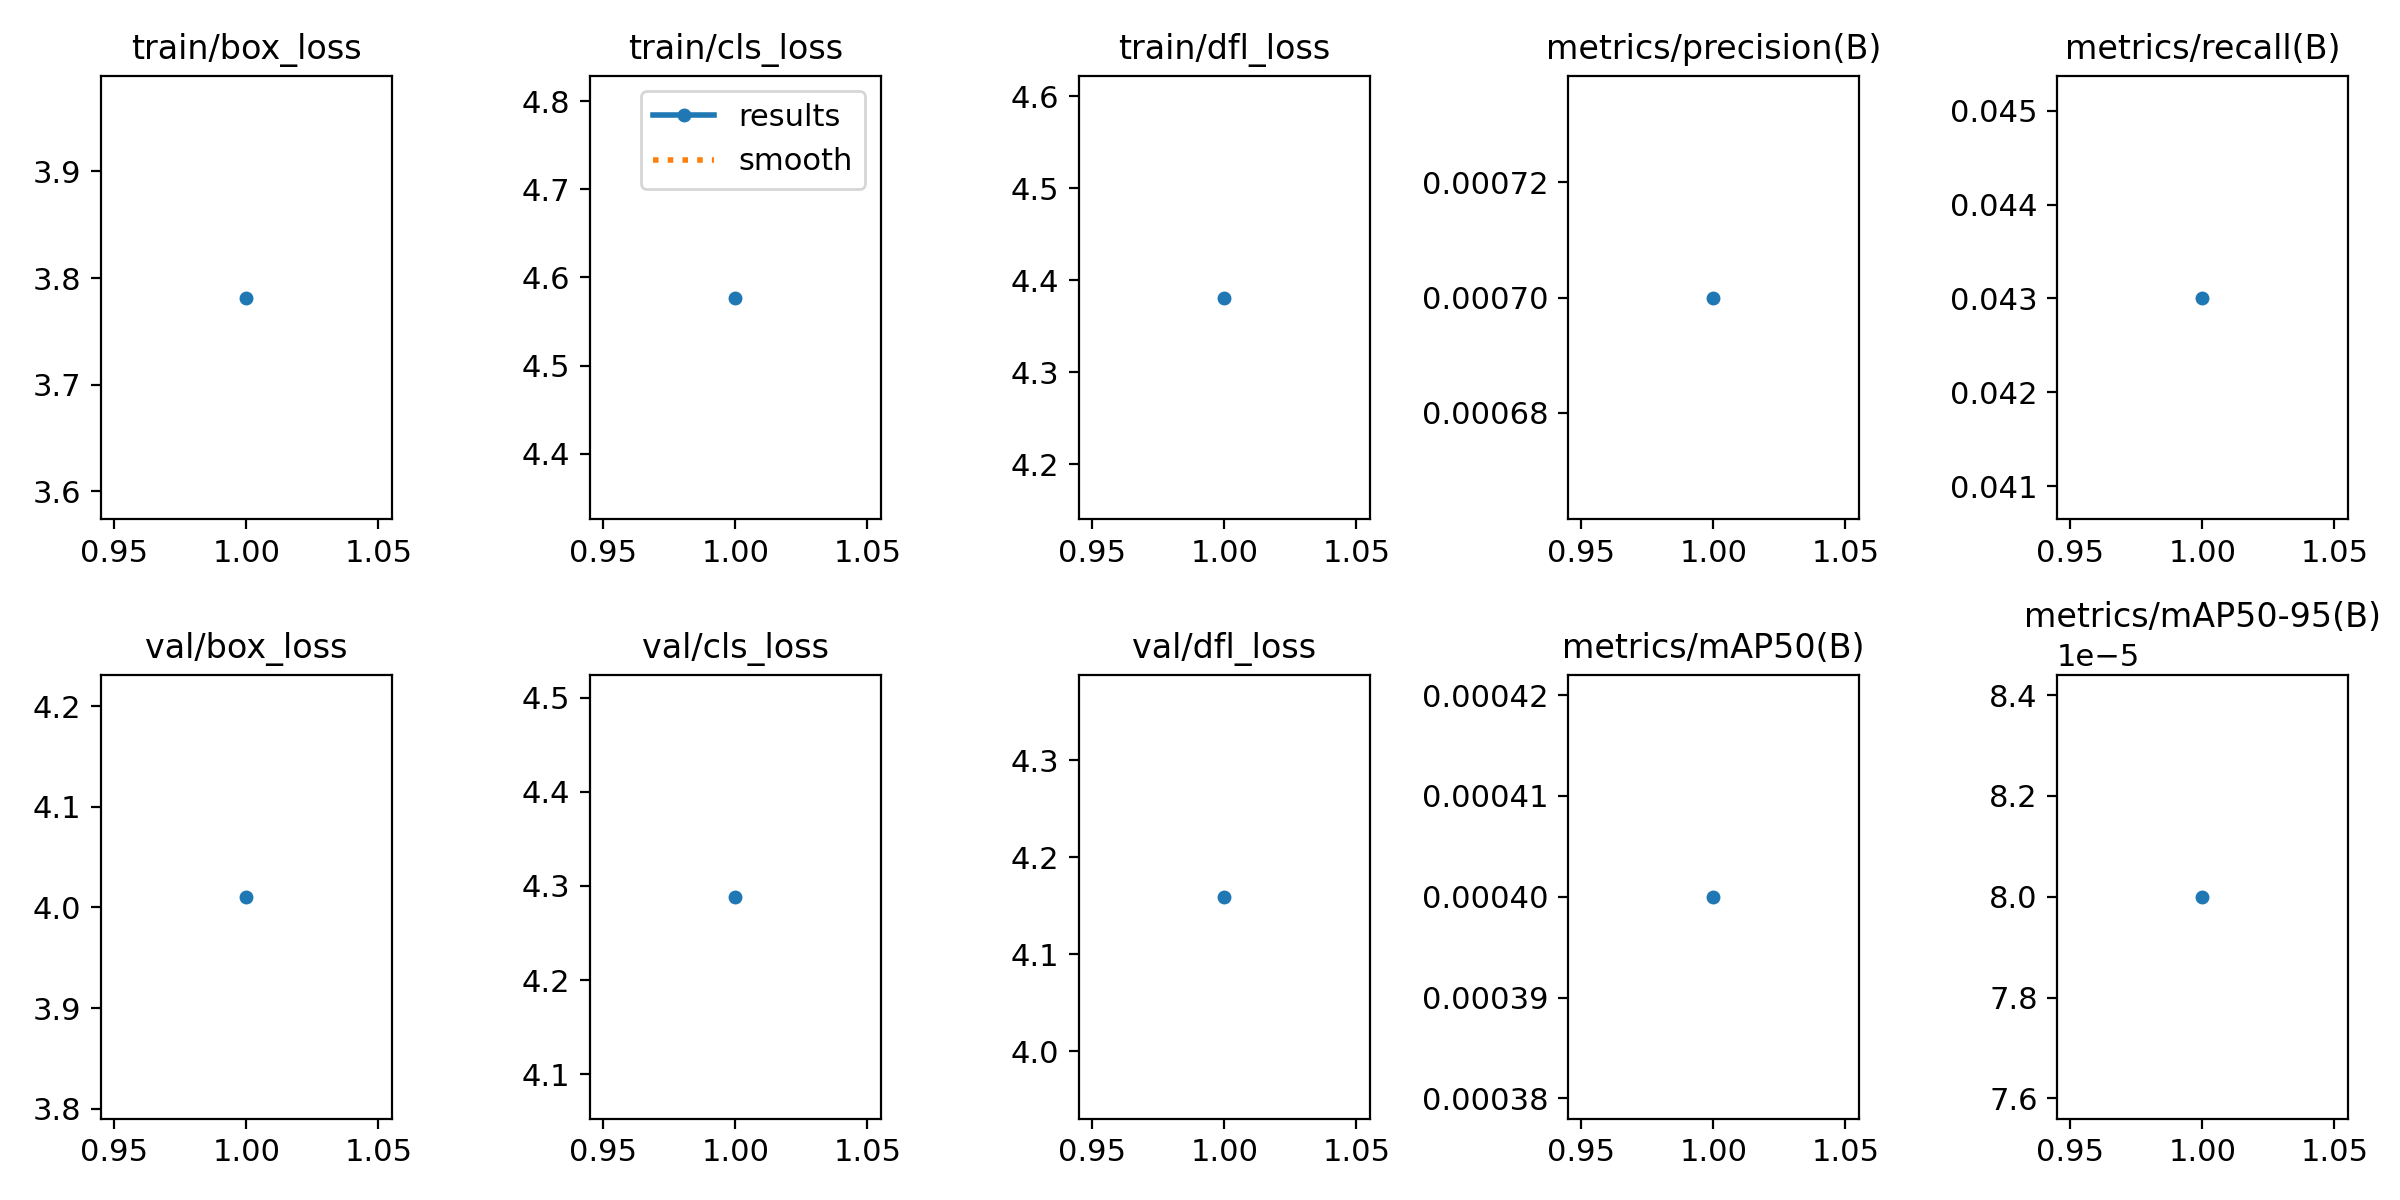 train/box_loss
3.9
3.8
3.7
3.6
0.95 1.00 1.05
train/cls_loss
results
smooth
4.8
4.7
4.6
4.5
4.4
0.95 1.00 1.05
train/dfl_loss
4.6
4.5
4.4
4.3
4.2
0.95 1.00 1.05
metrics/precision(B)
0.00072
0.00070
0.00068
0.95 1.00 1.05
metrics/recall(B)
0.045
0.044
0.043
0.042
0.041
0.95 1.00 1.05
val/box_loss
4.2
4.1
4.0
3.9
3.8
0.95 1.00 1.05
val/cls_loss
4.5
4.4
4.3
4.2
4.1
0.95 1.00 1.05
val/dfl_loss
4.3
4.2
4.1
4.0
0.95 1.00 1.05
metrics/mAP50(B)
0.00042
0.00041
0.00040
0.00039
0.00038
0.95 1.00 1.05
metrics/mAP50-95(B)
1e−5
8.4
8.2
8.0
7.8
7.6
0.95 1.00 1.05